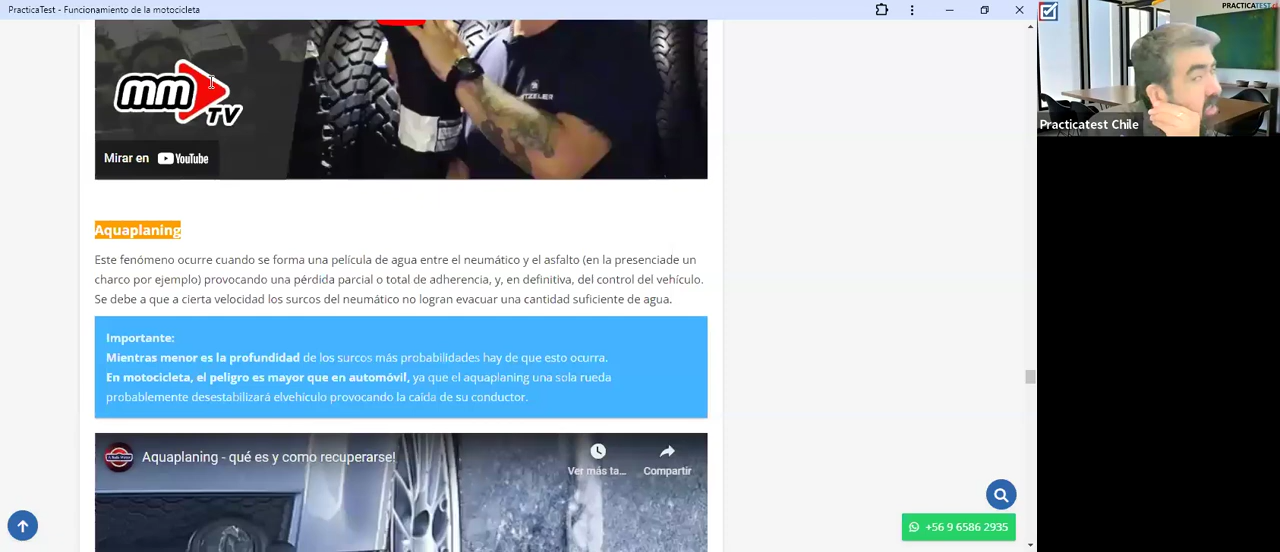 PracticaTest - Funcionamiento de la motocicleta
PRACTICATEST.cl
mm
TV
Mirar en YouTube
Practicatest Chile
Aquaplaning
Este fenómeno ocurre cuando se forma una película de agua entre el neumático y el asfalto (en la presenciade un
charco por ejemplo) provocando una pérdida parcial o total de adherencia, y, en definitiva, del control del vehículo.
Se debe a que a cierta velocidad los surcos del neumático no logran evacuar una cantidad suficiente de agua.
Importante:
Mientras menor es la profundidad de los surcos más probabilidades hay de que esto ocurra.
En motocicleta, el peligro es mayor que en automóvil, ya que el aquaplaning una sola rueda
probablemente desestabilizará elvehículo provocando la caída de su conductor.
Aquaplaning - qué es y como recuperarse!
Ver más ta...
Compartir
+56 9 6586 2935